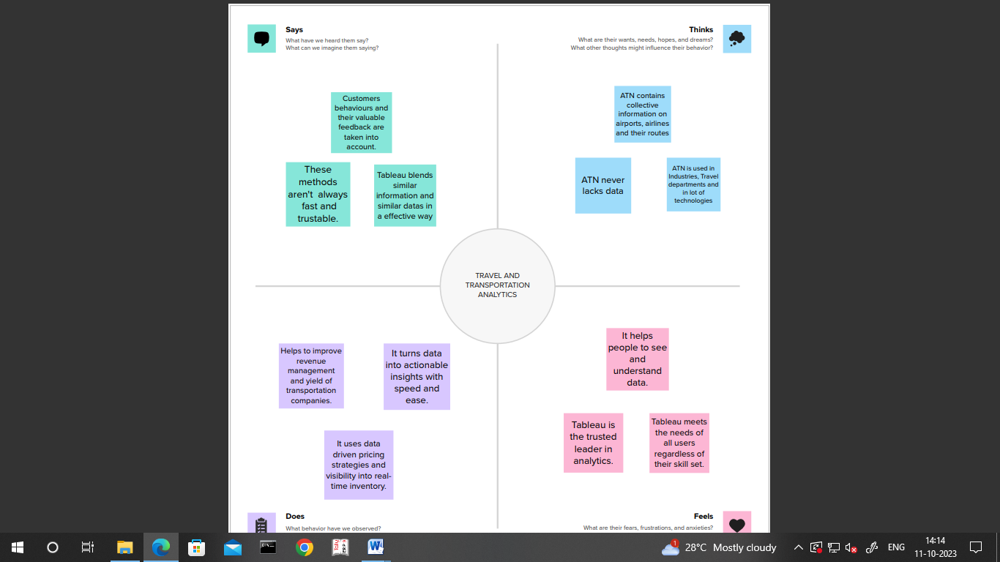 Says
What have we heard them say?
What can we imagine them saying?
Thinks
What are their wants, needs, hopes, and dreams?
What other thoughts might influence their behavior?
Customers
behaviours and
their valuable
feedback are
taken into
account.
These
methods
aren't always
fast and
trustable.
Tableau blends
similar
information and
similar datas in
a effective way
ATN contains
collective
information on
airports, airlines
and their routes
ATN never
lacks data
ATN is used in
Industries, Travel
departments and
in lot of
technologies
TRAVEL AND
TRANSPORTATION
ANALYTICS
Helps to improve
revenue
management
and yield of
transportation
companies.
It turns data
into actionable
insights with
speed and
ease.
It uses data
driven pricing
strategies and
visibility into real-
time inventory.
It helps
people to see
and
understand
data.
Tableau is
the trusted
leader in
analytics.
Tableau meets
the needs of
all users
regardless of
their skill set.
Does
What behavior have we observed?
Feels
What are their fears, frustrations, and anxieties?
1
28°C Mostly cloudy
ENG
14:14
11-10-2023